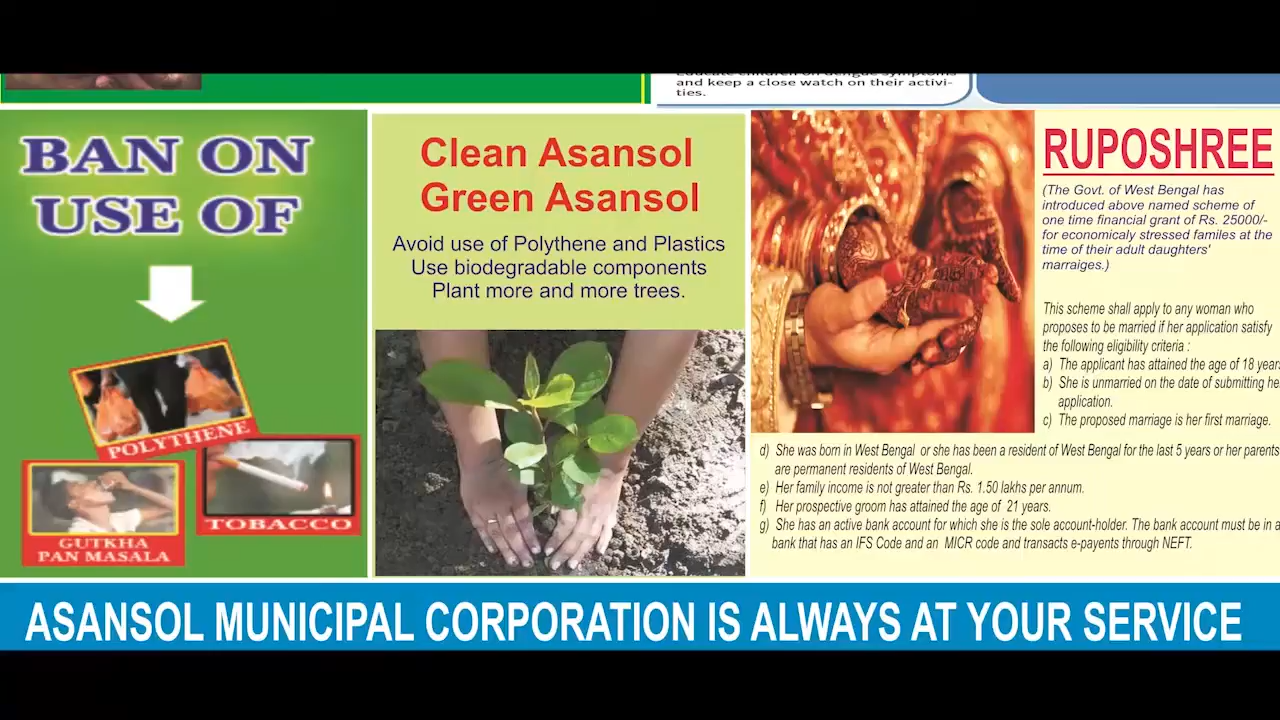 Educate children on dengue symptoms
and keep a close watch on their activi-
ties.
BAN ON
USE OF
POLYTHENE
TOBACCO
GUTKHA
PAN MASALA
Clean Asansol
Green Asansol
Avoid use of Polythene and Plastics
Use biodegradable components
Plant more and more trees.
RUPOSHREE
(The Govt. of West Bengal has
introduced above named scheme of
one time financial grant of Rs. 25000/-
for economicaly stressed familes at the
time of their adult daughters'
marraiges.)
This scheme shall apply to any woman who
proposes to be married if her application satisfy
the following eligibility criteria :
a) The applicant has attained the age of 18 years
b) She is unmarried on the date of submitting he
application.
c) The proposed marriage is her first marriage.
d) She was born in West Bengal or she has been a resident of West Bengal for the last 5 years or her parents
are permanent residents of West Bengal.
e) Her family income is not greater than Rs. 1.50 lakhs per annum.
f) Her prospective groom has attained the age of 21 years.
g) She has an active bank account for which she is the sole account-holder. The bank account must be in a
bank that has an IFS Code and an MICR code and transacts e-payents through NEFT.
ASANSOL MUNICIPAL CORPORATION IS ALWAYS AT YOUR SERVICE